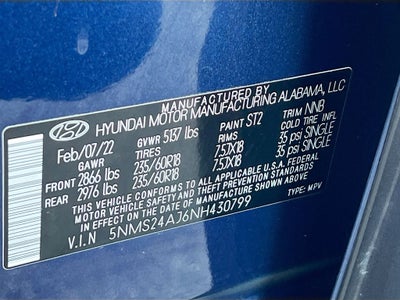 MANUFACTURED BY
HYUNDAI MOTOR MANUFACTURING ALABAMA, LLC
Feb/07/22 GVWR 5137 lbs PAINT ST2 TRIM NNB
GAWR TIRES RIMS COLD TIRE INFL
FRONT 2866 lbs 235/60R18 7.5JX18 35 psi SINGLE
REAR 2976 lbs 235/60R18 7.5JX18 35 psi SINGLE
THIS VEHICLE CONFORMS TO ALL APPLICABLE U.S.A. FEDERAL
MOTOR VEHICLE SAFETY, BUMPER, AND THEFT PREVENTION
STANDARDS IN EFFECT ON THE DATE OF MANUFACTURE SHOWN ABOVE.
V.I.N 5NMS24AJ6NH430799 TYPE: MPV